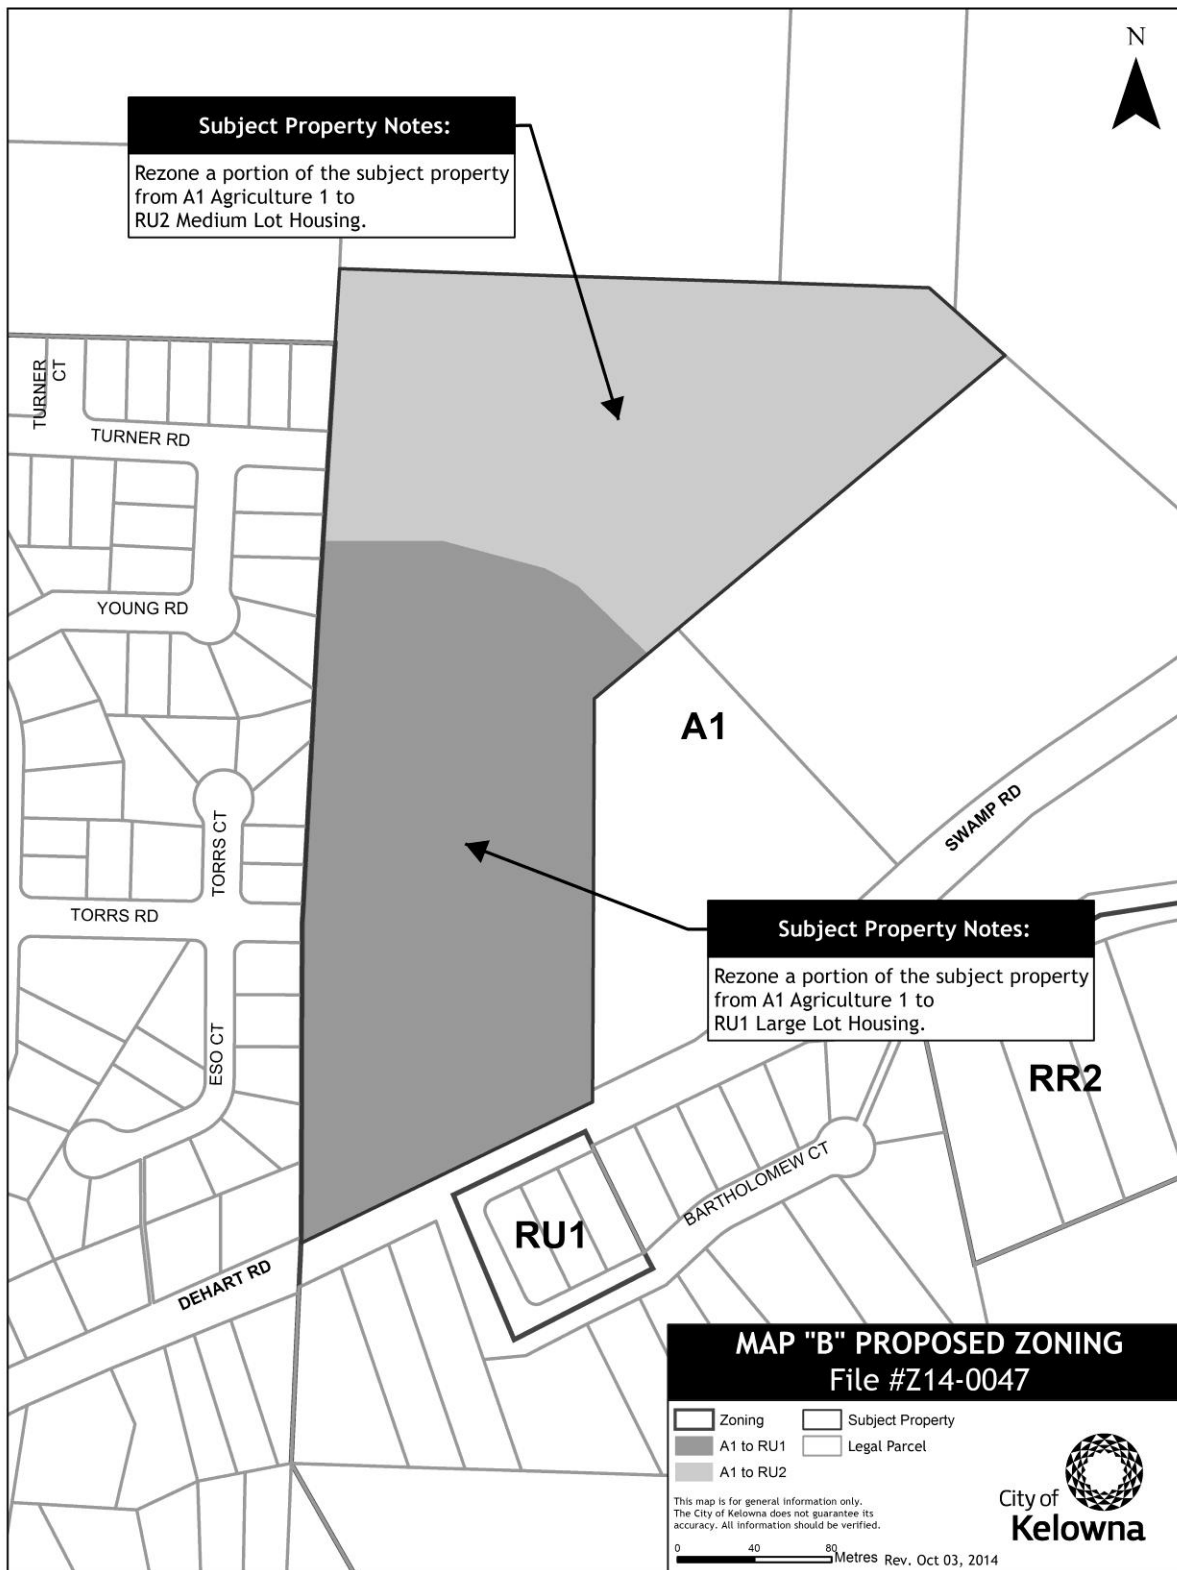 N
Subject Property Notes:
Rezone a portion of the subject property
from A1 Agriculture 1 to
RU2 Medium Lot Housing.
TURNER
CT
TURNER RD
YOUNG RD
A1
SWAMP RD
TORRS CT
TORRS RD
Subject Property Notes:
Rezone a portion of the subject property
from A1 Agriculture 1 to
RU1 Large Lot Housing.
ESO CT
RR2
BARTHOLOMEW CT
RU1
DEHART RD
MAP "B" PROPOSED ZONING
File #Z14-0047
Zoning
Subject Property
A1 to RU1
Legal Parcel
A1 to RU2
This map is for general information only.
The City of Kelowna does not guarantee its
accuracy. All information should be verified.
City of
Kelowna
0 40 80
Metres
Rev. Oct 03, 2014